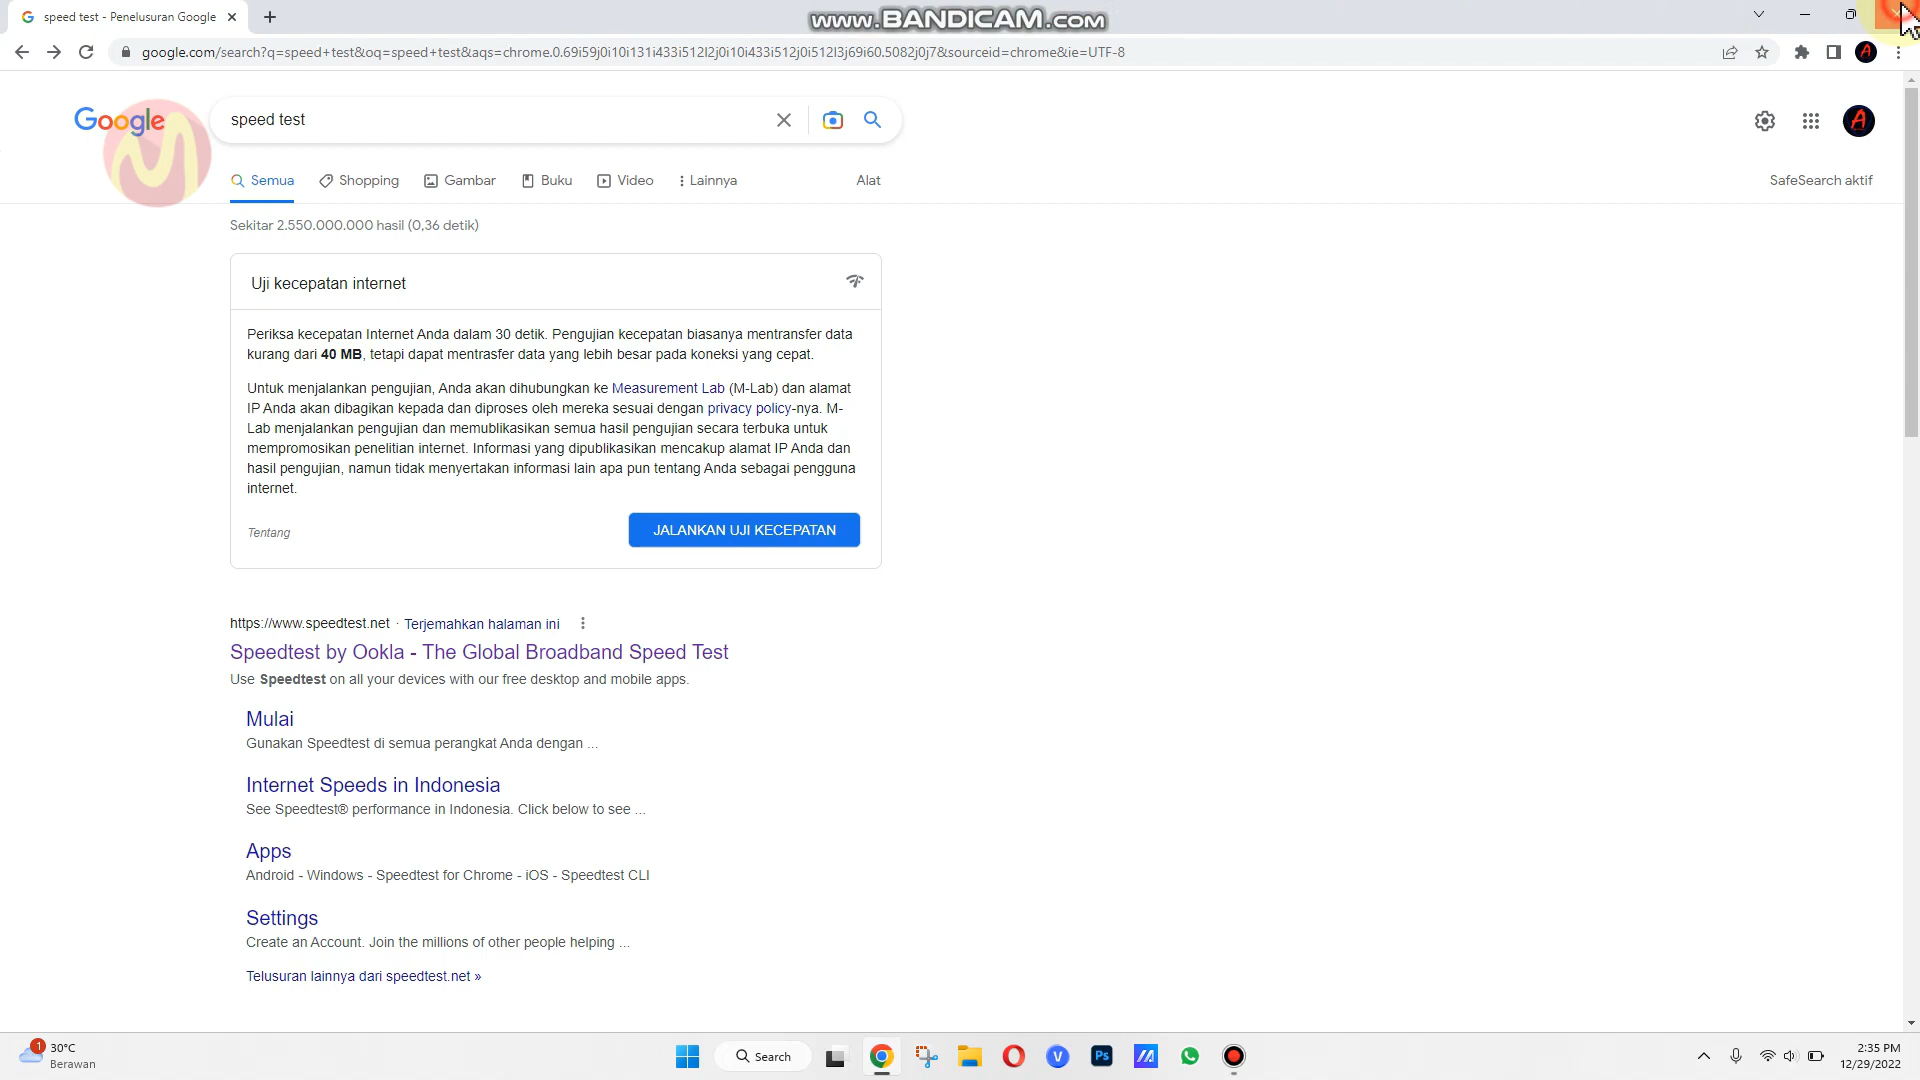 speed test - Penelusuran Google
www.BANDICAM.com
google.com/search?q=speed+test&oq=speed+test&aqs=chrome.0.69i59j0i10i131i433i512l2j0i10i433i512j0i512l3j69i60.5082j0j7&sourceid=chrome&ie=UTF-8
A
Google
speed test
A
Semua
Shopping
Gambar
Buku
Video
Lainnya
Alat
SafeSearch aktif
Sekitar 2.550.000.000 hasil (0,36 detik)
Uji kecepatan internet
Periksa kecepatan Internet Anda dalam 30 detik. Pengujian kecepatan biasanya mentransfer data
kurang dari 40 MB, tetapi dapat mentrasfer data yang lebih besar pada koneksi yang cepat.
Untuk menjalankan pengujian, Anda akan dihubungkan ke Measurement Lab (M-Lab) dan alamat
IP Anda akan dibagikan kepada dan diproses oleh mereka sesuai dengan privacy policy-nya. M-
Lab menjalankan pengujian dan memublikasikan semua hasil pengujian secara terbuka untuk
mempromosikan penelitian internet. Informasi yang dipublikasikan mencakup alamat IP Anda dan
hasil pengujian, namun tidak menyertakan informasi lain apa pun tentang Anda sebagai pengguna
internet.
Tentang
JALANKAN UJI KECEPATAN
https://www.speedtest.net · Terjemahkan halaman ini
Speedtest by Ookla - The Global Broadband Speed Test
Use Speedtest on all your devices with our free desktop and mobile apps.
Mulai
Gunakan Speedtest di semua perangkat Anda dengan ...
Internet Speeds in Indonesia
See Speedtest® performance in Indonesia. Click below to see ...
Apps
Android - Windows - Speedtest for Chrome - iOS - Speedtest CLI
Settings
Create an Account. Join the millions of other people helping ...
Telusuran lainnya dari speedtest.net »
1
30°C
Berawan
Search
V
Ps
2:35 PM
12/29/2022